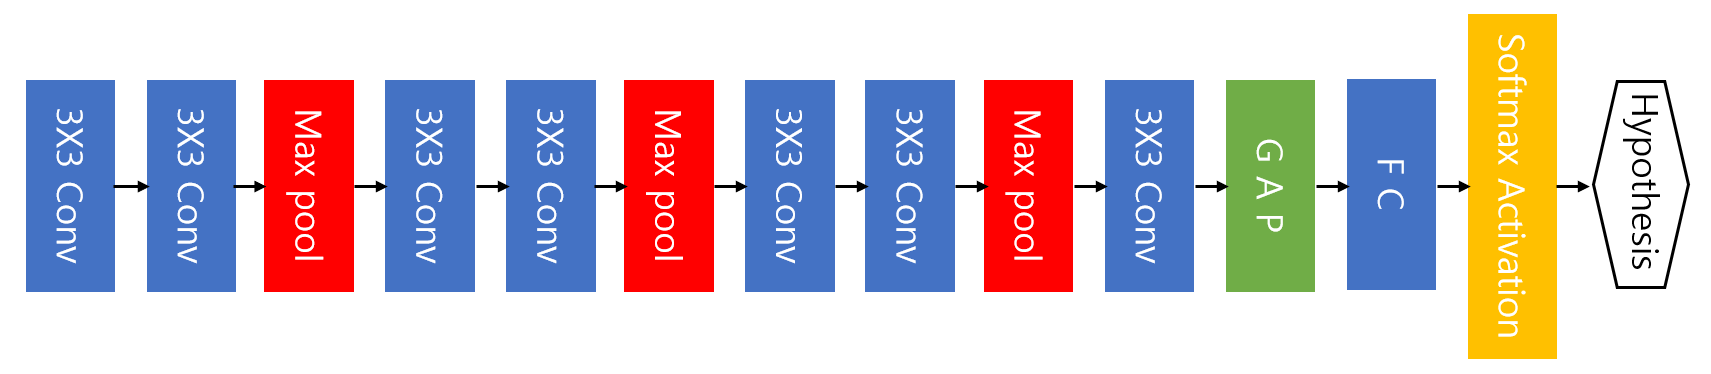 3X3 Conv
3X3 Conv
Max pool
3X3 Conv
3X3 Conv
Max pool
3X3 Conv
3X3 Conv
Max pool
3X3 Conv
G A P
F C
Softmax Activation
Hypothesis